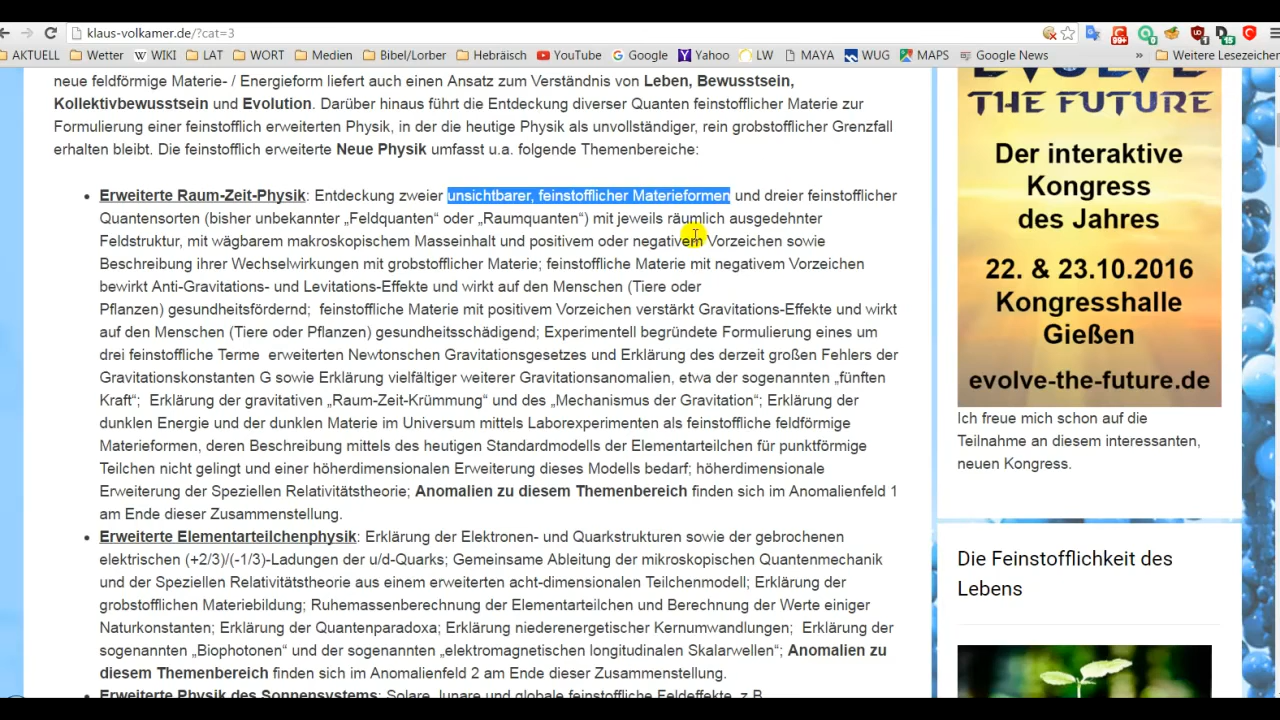 klaus-volkamer.de/?cat=3
AKTUELL Wetter WIKI LAT WORT Medien Bibel/Lorber Hebräisch YouTube Google Yahoo LW MAYA WUG MAPS Google News » Weitere Lesezeichen
neue feldförmige Materie- / Energieform liefert auch einen Ansatz zum Verständnis von Leben, Bewusstsein,
Kollektivbewusstsein und Evolution. Darüber hinaus führt die Entdeckung diverser Quanten feinstofflicher Materie zur
Formulierung einer feinstofflich erweiterten Physik, in der die heutige Physik als unvollständiger, rein grobstofflicher Grenzfall
erhalten bleibt. Die feinstofflich erweiterte Neue Physik umfasst u.a. folgende Themenbereiche:
• Erweiterte Raum-Zeit-Physik: Entdeckung zweier unsichtbarer, feinstofflicher Materieformen und dreier feinstofflicher
Quantensorten (bisher unbekannter „Feldquanten“ oder „Raumquanten“) mit jeweils räumlich ausgedehnter
Feldstruktur, mit wägbarem makroskopischem Masseinhalt und positivem oder negativem Vorzeichen sowie
Beschreibung ihrer Wechselwirkungen mit grobstofflicher Materie; feinstoffliche Materie mit negativem Vorzeichen
bewirkt Anti-Gravitations- und Levitations-Effekte und wirkt auf den Menschen (Tiere oder
Pflanzen) gesundheitsfördernd; feinstoffliche Materie mit positivem Vorzeichen verstärkt Gravitations-Effekte und wirkt
auf den Menschen (Tiere oder Pflanzen) gesundheitsschädigend; Experimentell begründete Formulierung eines um
drei feinstoffliche Terme erweiterten Newtonschen Gravitationsgesetzes und Erklärung des derzeit großen Fehlers der
Gravitationskonstanten G sowie Erklärung vielfältiger weiterer Gravitationsanomalien, etwa der sogenannten „fünften
Kraft“; Erklärung der gravitativen „Raum-Zeit-Krümmung“ und des „Mechanismus der Gravitation“; Erklärung der
dunklen Energie und der dunklen Materie im Universum mittels Laborexperimenten als feinstoffliche feldförmige
Materieformen, deren Beschreibung mittels des heutigen Standardmodells der Elementarteilchen für punktförmige
Teilchen nicht gelingt und einer höherdimensionalen Erweiterung dieses Modells bedarf; höherdimensionale
Erweiterung der Speziellen Relativitätstheorie; Anomalien zu diesem Themenbereich finden sich im Anomalienfeld 1
am Ende dieser Zusammenstellung.
• Erweiterte Elementarteilchenphysik: Erklärung der Elektronen- und Quarkstrukturen sowie der gebrochenen
elektrischen (+2/3)/(-1/3)-Ladungen der u/d-Quarks; Gemeinsame Ableitung der mikroskopischen Quantenmechanik
und der Speziellen Relativitätstheorie aus einem erweiterten acht-dimensionalen Teilchenmodell; Erklärung der
grobstofflichen Materiebildung; Ruhemassenberechnung der Elementarteilchen und Berechnung der Werte einiger
Naturkonstanten; Erklärung der Quantenparadoxa; Erklärung niederenergetischer Kernumwandlungen; Erklärung der
sogenannten „Biophotonen“ und der sogenannten „elektromagnetischen longitudinalen Skalarwellen“; Anomalien zu
diesem Themenbereich finden sich im Anomalienfeld 2 am Ende dieser Zusammenstellung.
• Erweiterte Physik des Sonnensystems: Solare, lunare und globale feinstoffliche Feldeffekte, z.B.
EVOLVE
THE FUTURE
Der interaktive
Kongress
des Jahres
22. & 23.10.2016
Kongresshalle
Gießen
evolve-the-future.de
Ich freue mich schon auf die
Teilnahme an diesem interessanten,
neuen Kongress.
Die Feinstofflichkeit des
Lebens